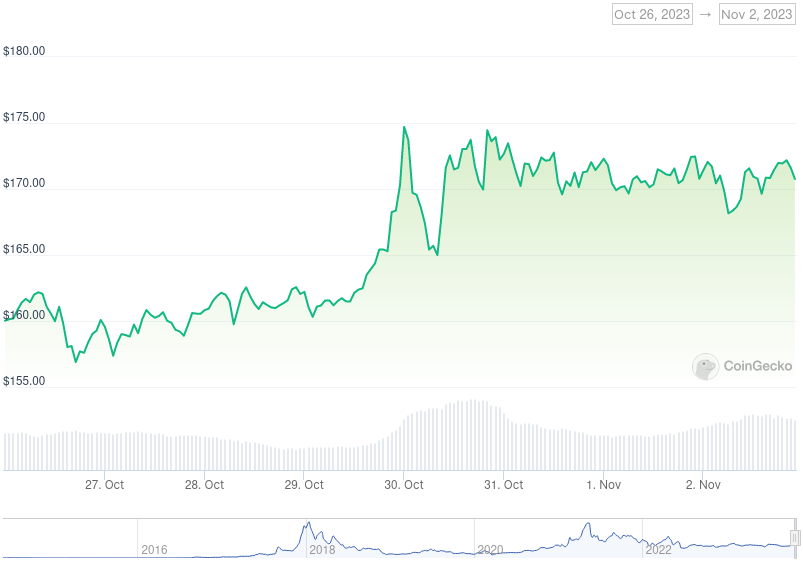 Oct 26, 2023 → Nov 2, 2023
$180.00
$175.00
$170.00
$165.00
$160.00
$155.00
CoinGecko
27. Oct 28. Oct 29. Oct 30. Oct 31. Oct 1. Nov 2. Nov
2016 2018 2020 2022